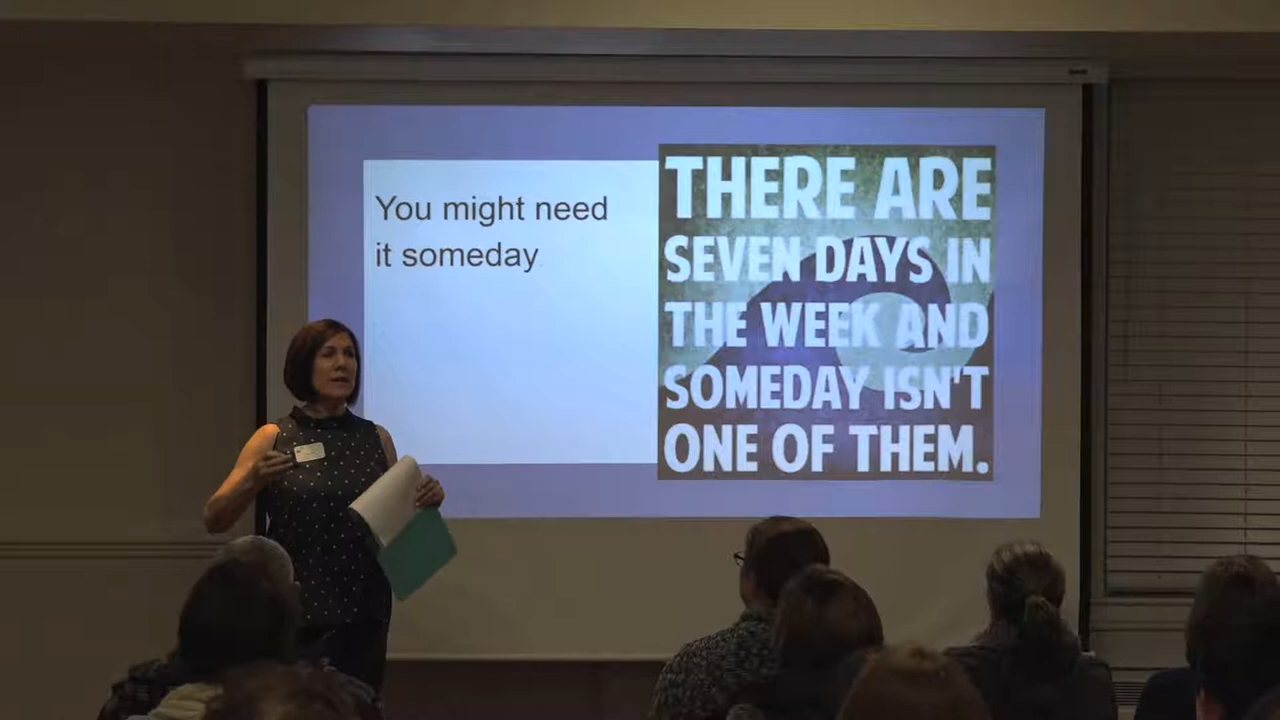 You might need
it someday
THERE ARE
SEVEN DAYS IN
THE WEEK AND
SOMEDAY ISN'T
ONE OF THEM.